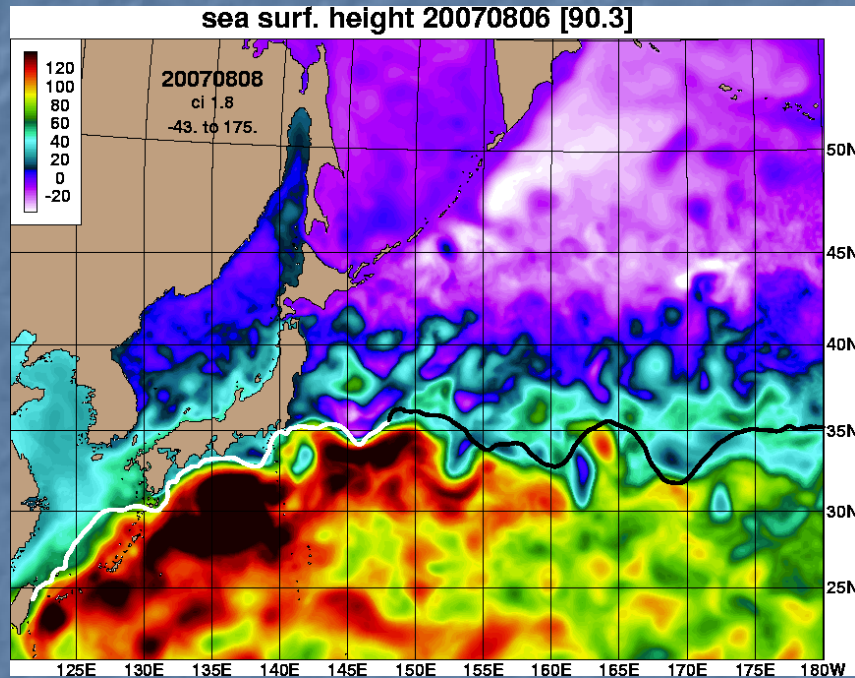 sea surf. height 20070806 [90.3]
20070808
ci 1.8
-43. to 175.
120
100
80
60
40
20
0
-20
50N
45N
40N
35N
30N
25N
125E 130E 135E 140E 145E 150E 155E 160E 165E 170E 175E 180W